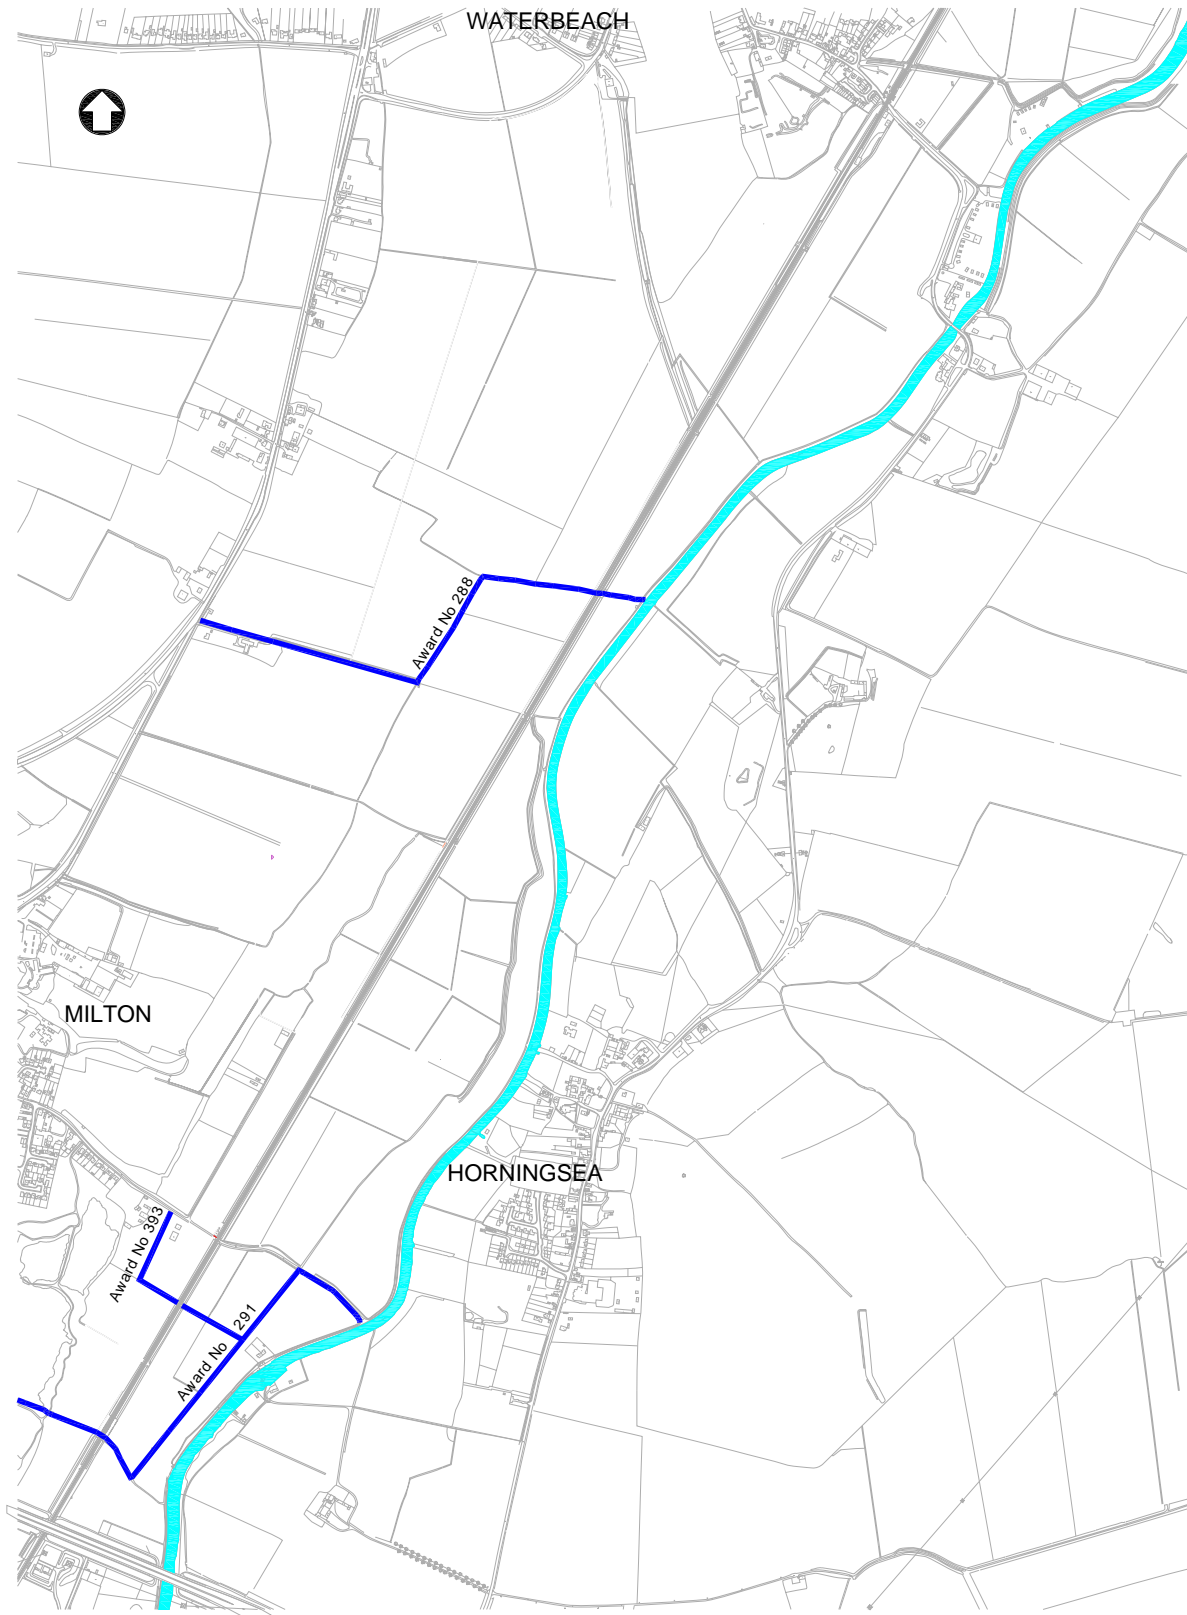 WATERBEACH
Award No 288
MILTON
HORNINGSEA
Award No 393
Award No 291